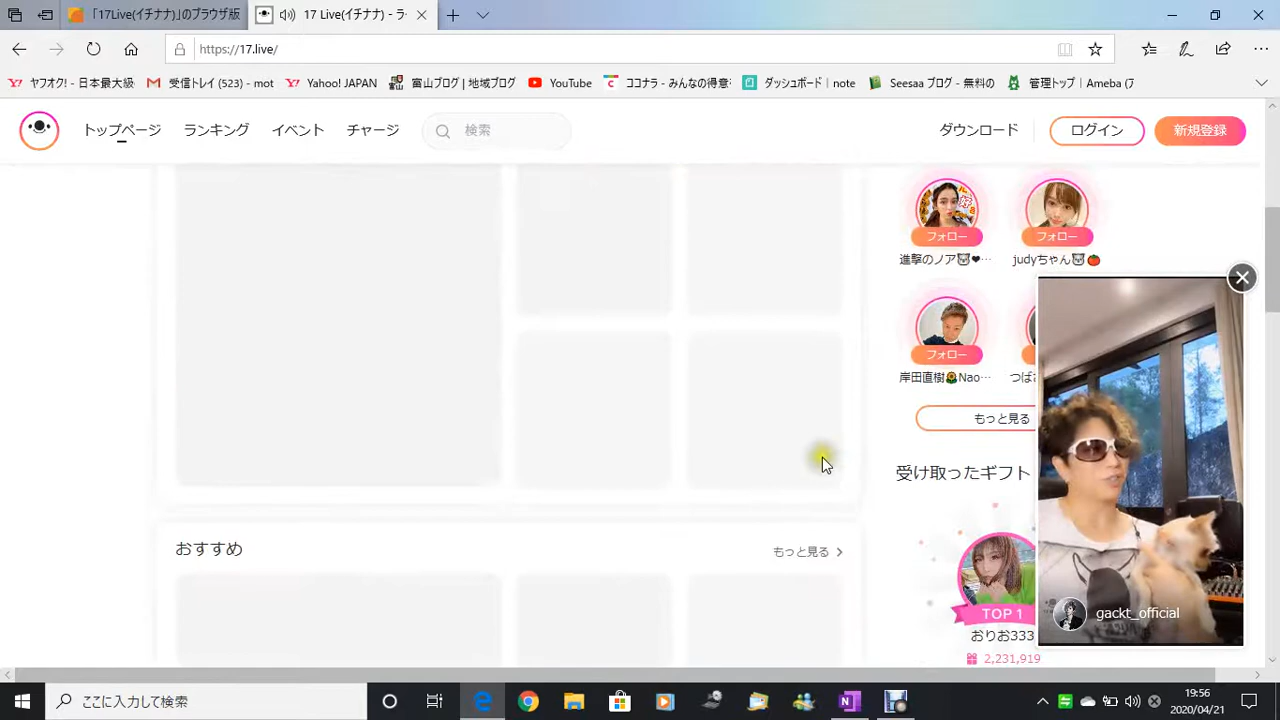 「17Live(イチナナ)」のブラウザ版
17 Live(イチナナ) - ラ
https://17.live/
ヤフオク! - 日本最大級
受信トレイ (523) - mot
Yahoo! JAPAN
富山ブログ | 地域ブログ
YouTube
ココナラ - みんなの得意
ダッシュボード | note
Seesaa ブログ - 無料の
管理トップ | Ameba (ア
トップページ
ランキング
イベント
チャージ
検索
ダウンロード
ログイン
新規登録
フォロー
フォロー
進撃のノア🐻❤…
judyちゃん🐻🍅
フォロー
岸田直樹🌻Nao…
つば
もっと見る
受け取ったギフト
おすすめ
もっと見る
TOP 1
おりお333
2,231,919
gackt_official
ここに入力して検索
19:56
2020/04/21